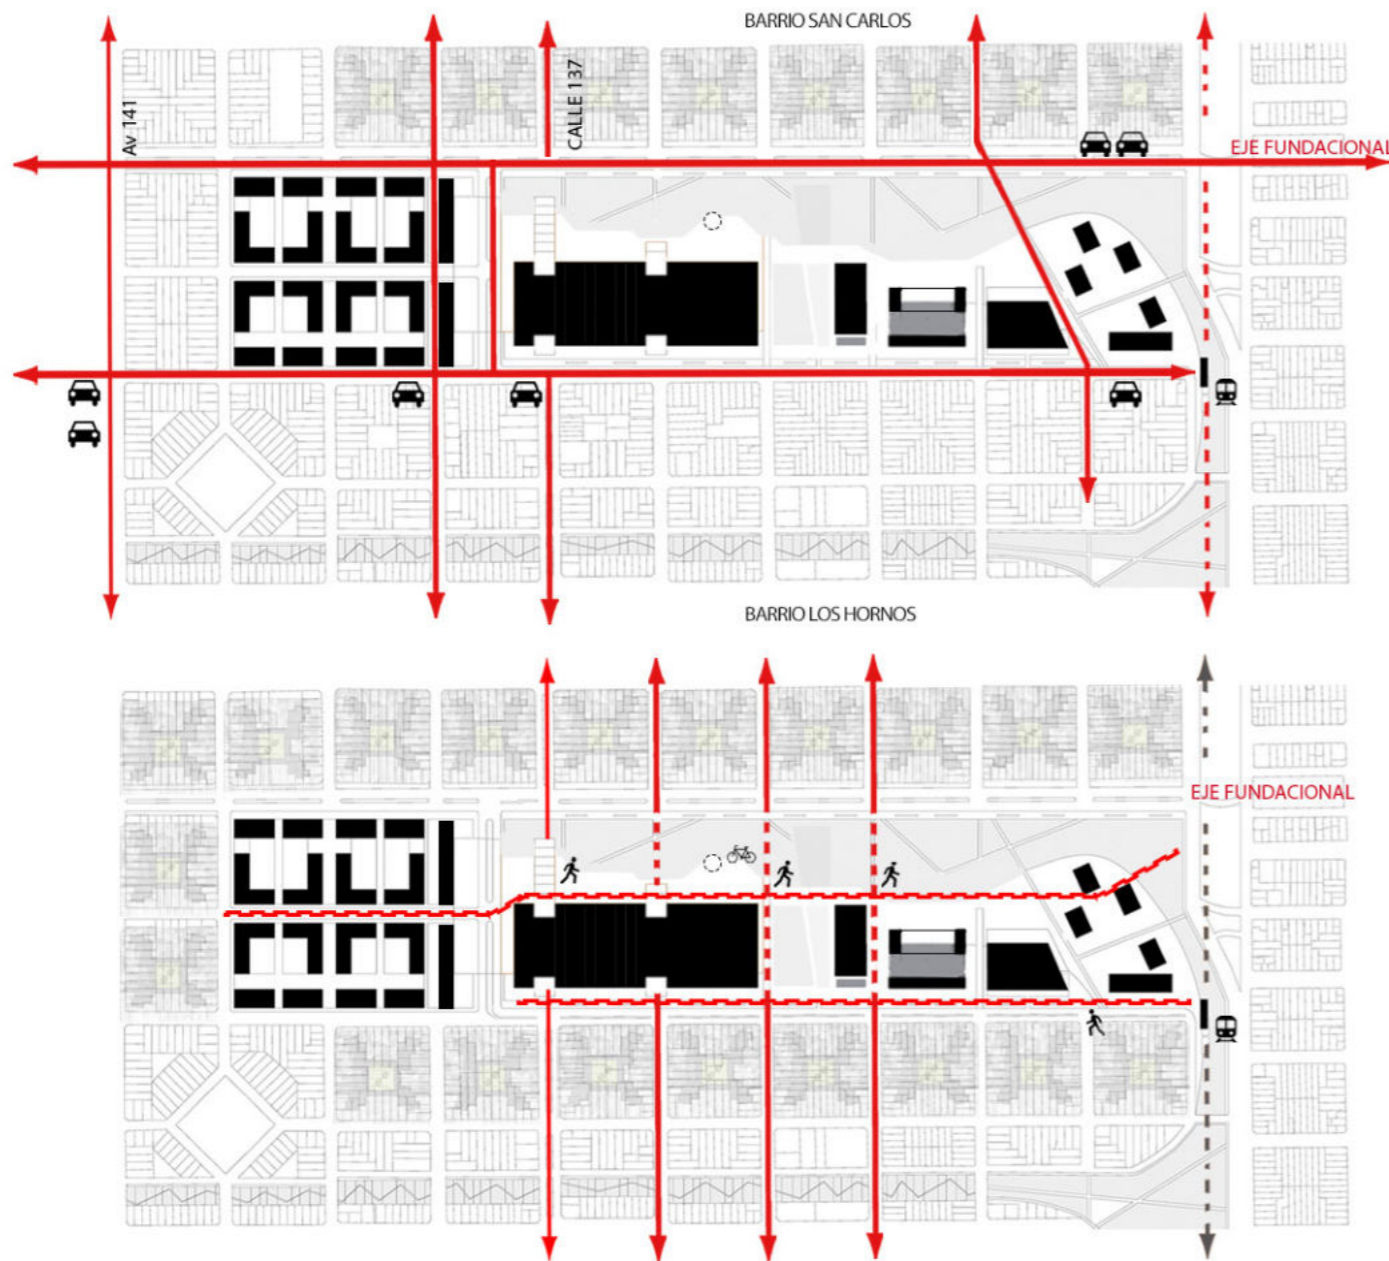 BARRIO SAN CARLOS
Av 141
CALLE 137
EJE FUNDACIONAL
BARRIO LOS HORNOS
EJE FUNDACIONAL